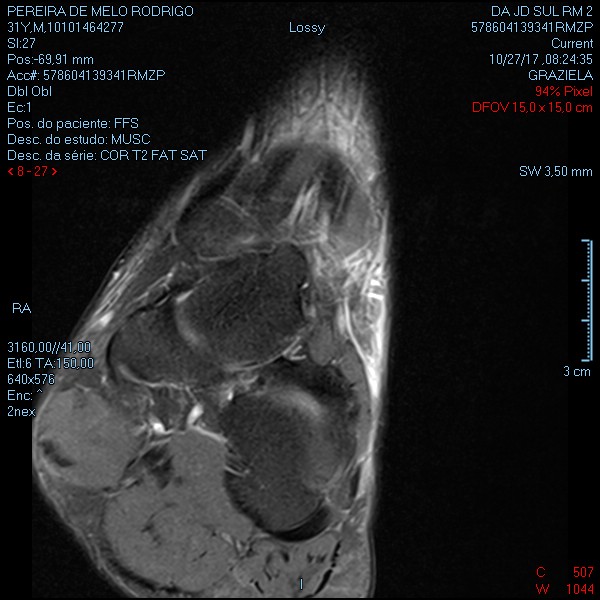 PEREIRA DE MELO RODRIGO
31Y,M,10101464277
Sl:27
Pos:-69,91 mm
Acc#: 578604139341RMZP
Dbl Obl
Ec:1
Pos. do paciente: FFS
Desc. do estudo: MUSC
Desc. da série: COR T2 FAT SAT
< 8 - 27 >
Lossy
DA JD SUL RM 2
578604139341RMZP
Current
10/27/17 ,08:24:35
GRAZIELA
94% Pixel
DFOV 15,0 x 15,0 cm
SW 3,50 mm
RA
3160,00//41,00
Etl:6 TA:150.00
640x576
Enc: ^
2nex
3 cm
I
C 507
W 1044